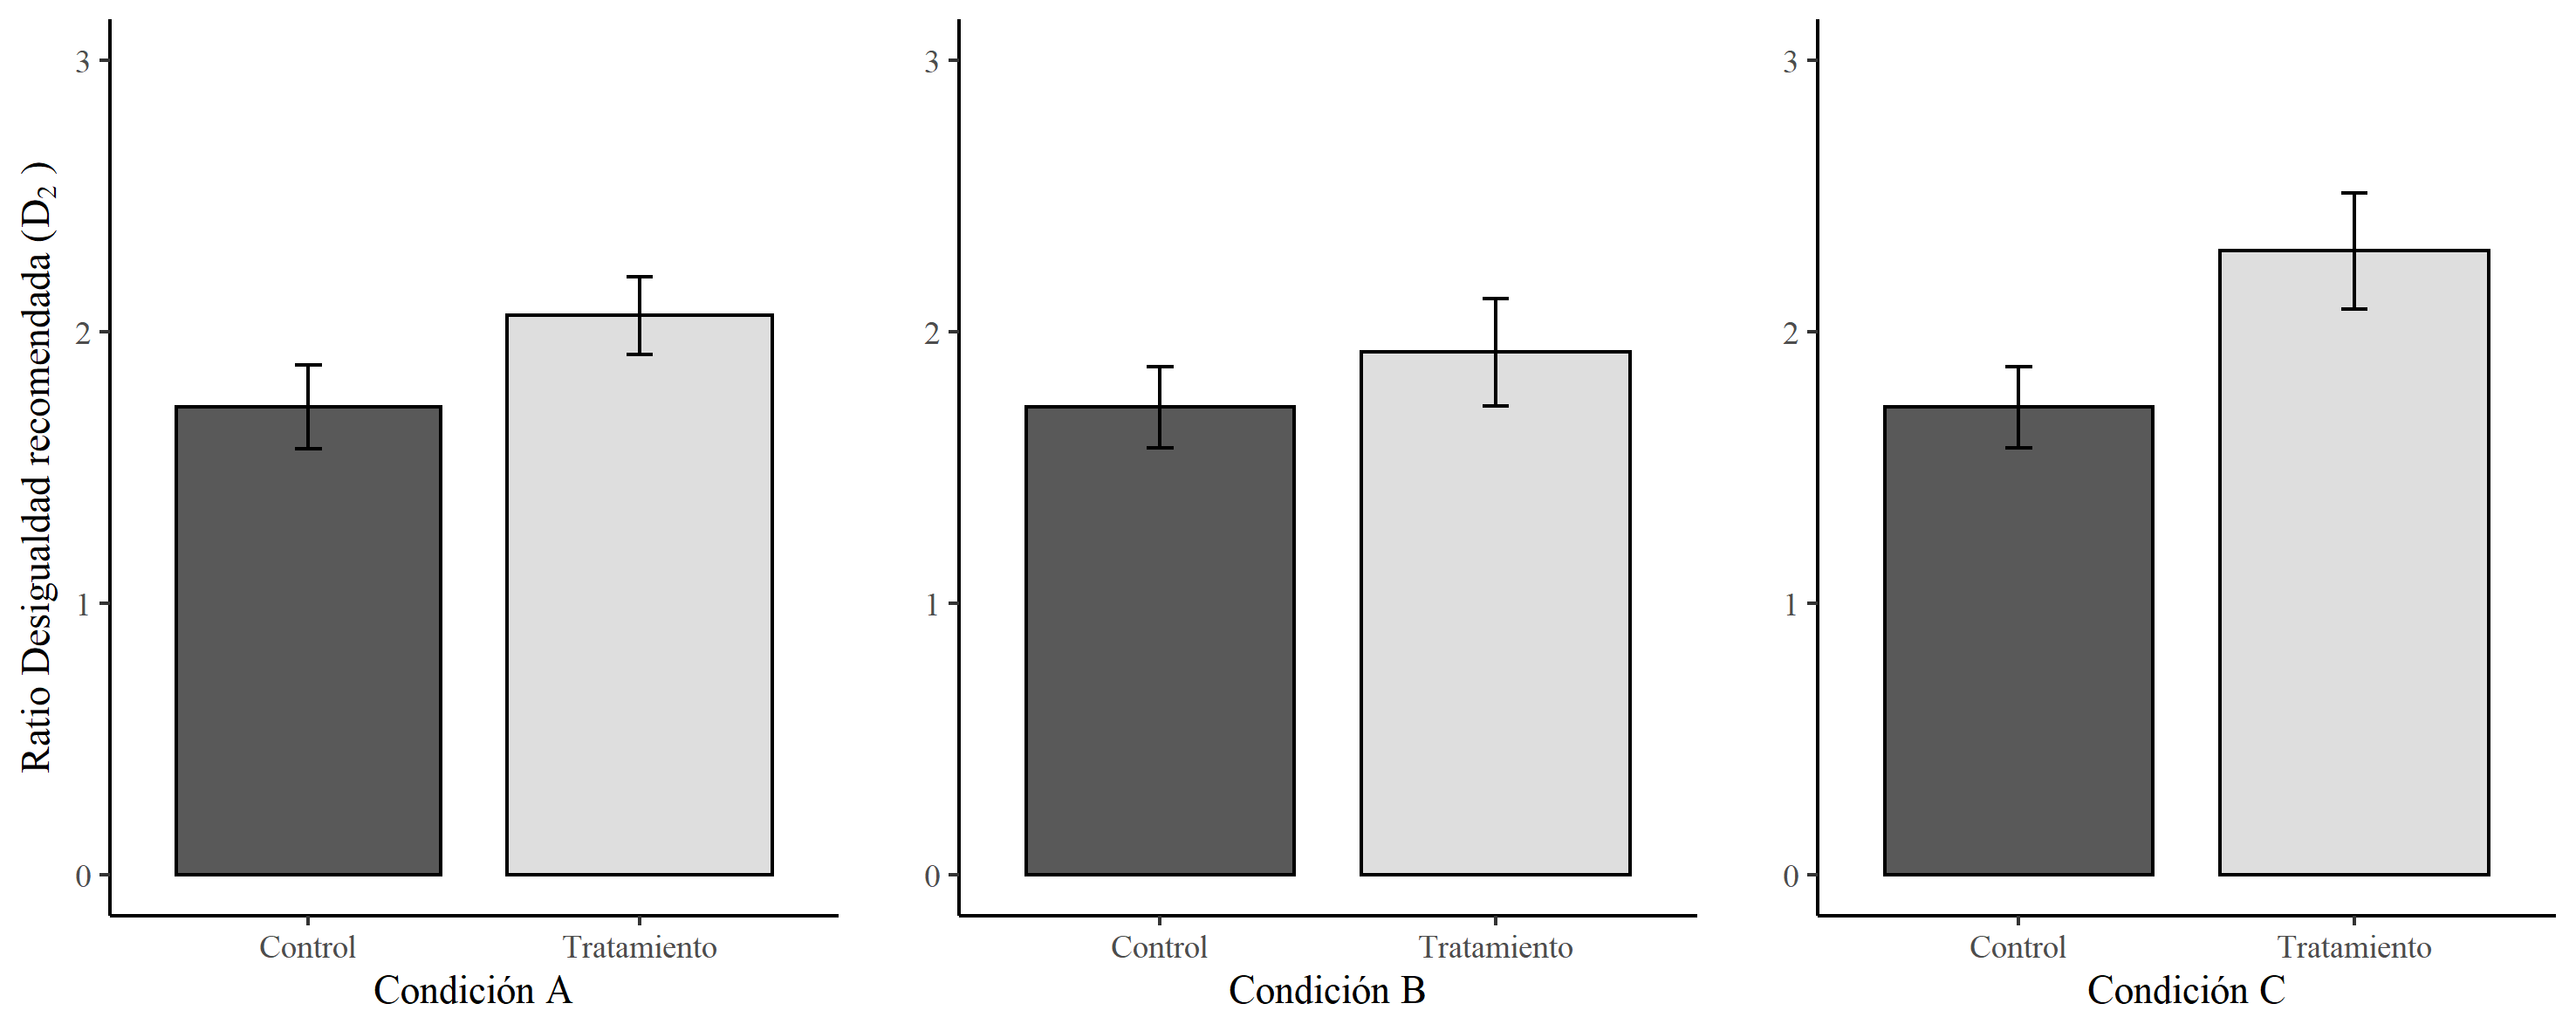 Ratio Desigualdad recomendada (D₂ )
3
2
1
0
Control Tratamiento
Condición A
3
2
1
0
Control Tratamiento
Condición B
3
2
1
0
Control Tratamiento
Condición C